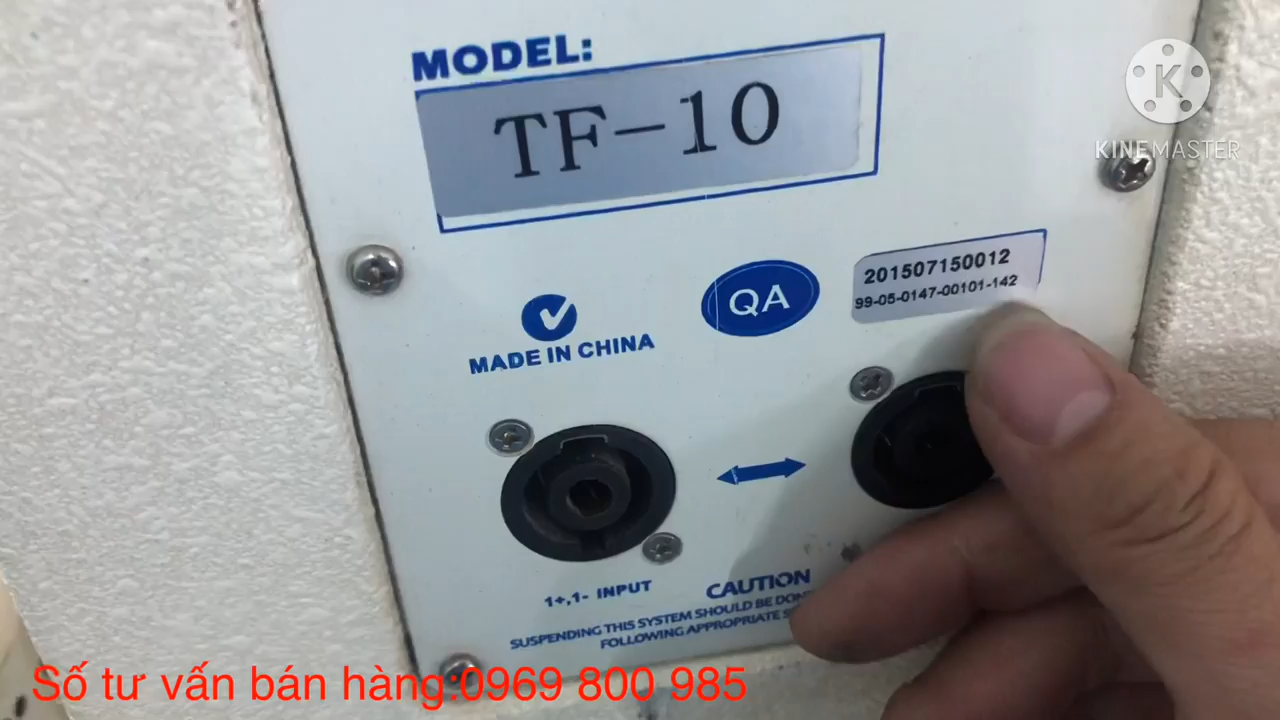 MODEL:
TF-10
K
KINEMASTER
201507150012
99-05-0147-00101-142
QA
MADE IN CHINA
1+,1- INPUT
CAUTION
SUSPENDING THIS SYSTEM SHOULD BE DON
FOLLOWING APPROPRIATE
Số tư vấn bán hàng:0969 800 985